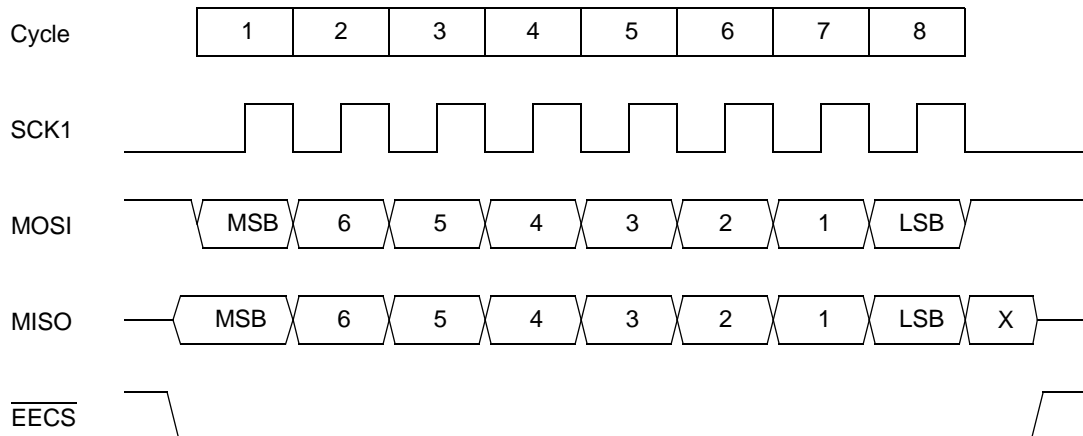 Cycle 1 2 3 4 5 6 7 8
SCK1
MOSI MSB 6 5 4 3 2 1 LSB
MISO MSB 6 5 4 3 2 1 LSB X
EECS